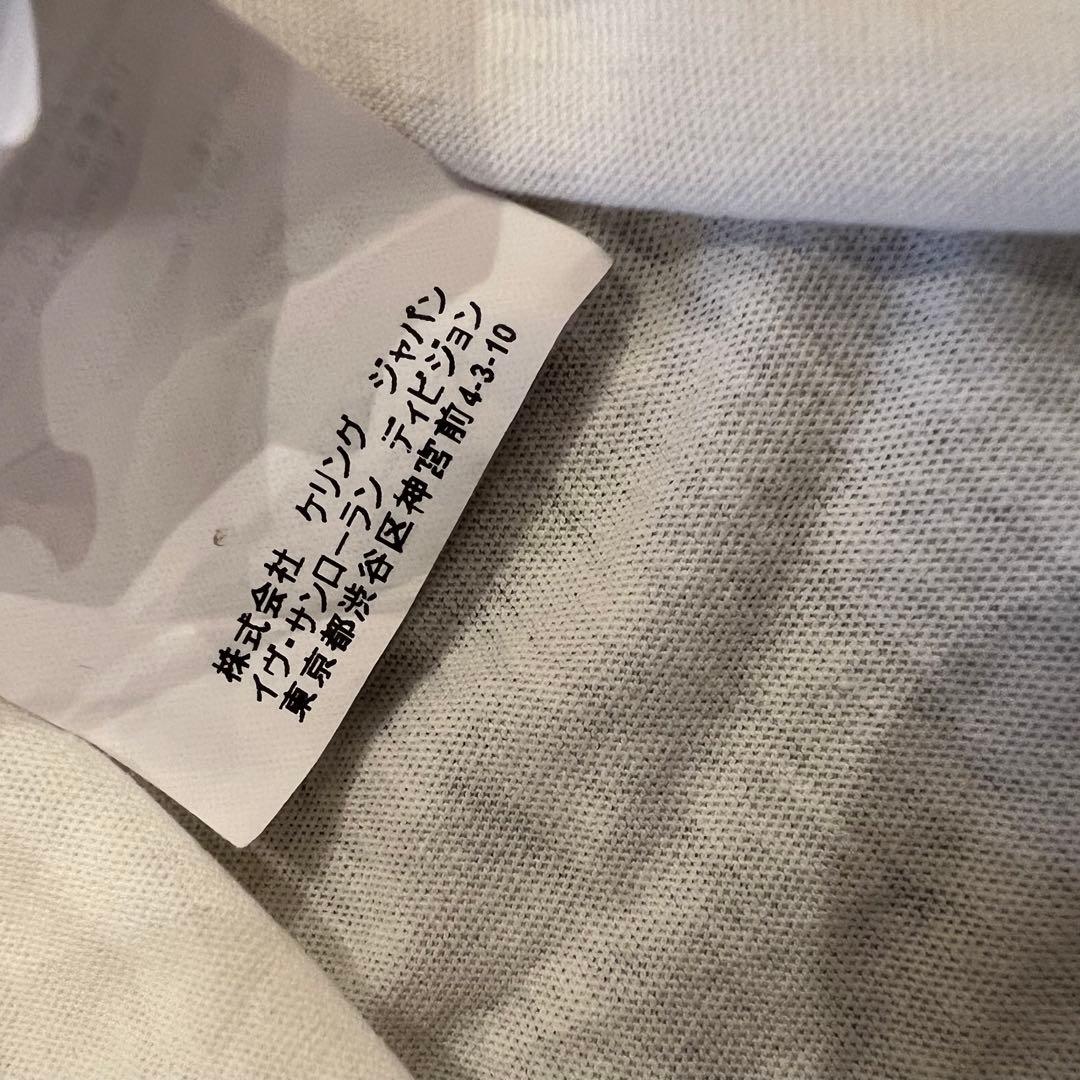 株式会社 ケリング ジャパン
イヴ・サンローラン ディビジョン
東京都渋谷区神宮前4-3-10